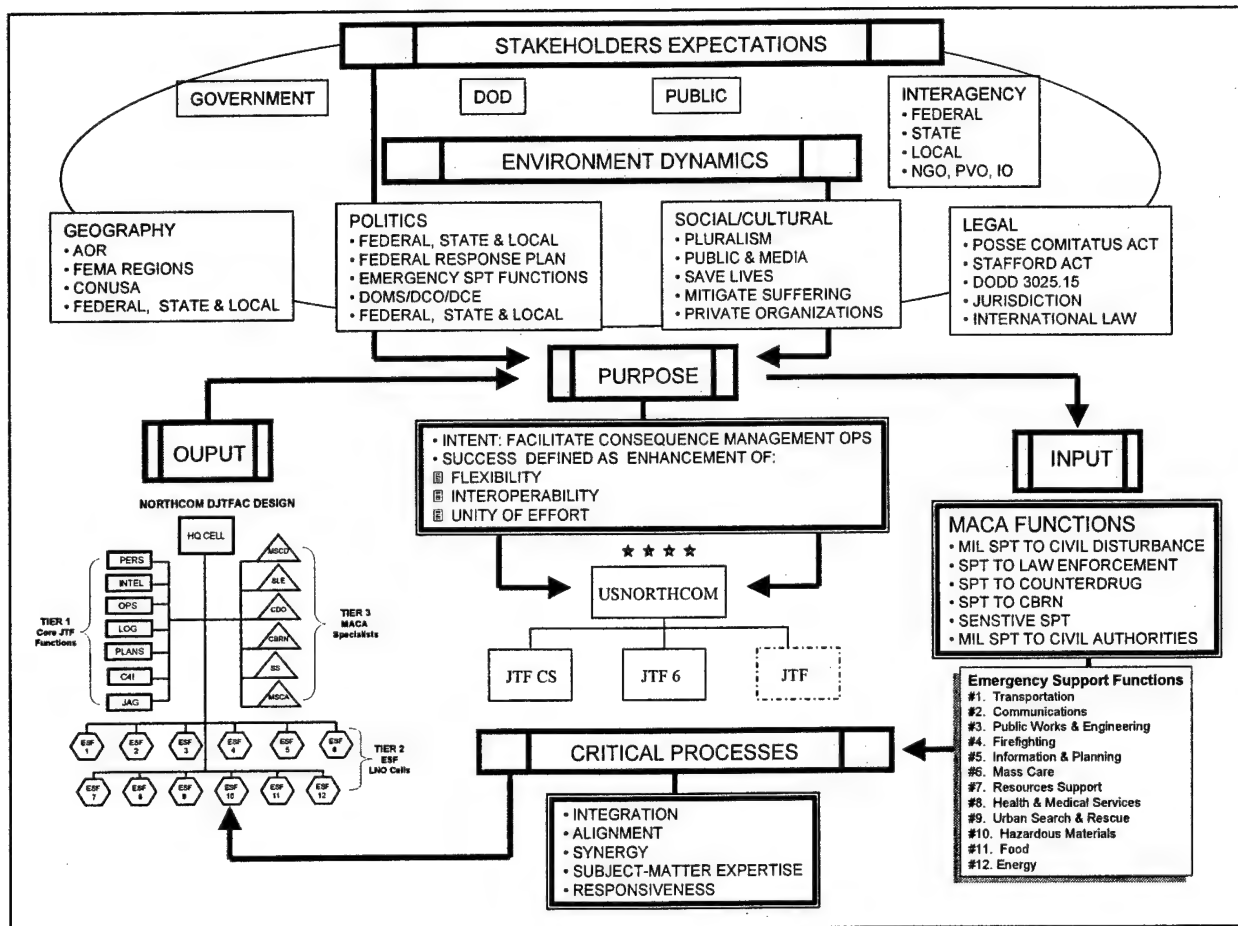 STAKEHOLDERS EXPECTATIONS
GOVERNMENT
DOD
PUBLIC
INTERAGENCY
• FEDERAL
• STATE
• LOCAL
• NGO, PVO, IO
ENVIRONMENT DYNAMICS
GEOGRAPHY
• AOR
• FEMA REGIONS
• CONUSA
• FEDERAL, STATE & LOCAL
POLITICS
• FEDERAL, STATE & LOCAL
• FEDERAL RESPONSE PLAN
• EMERGENCY SPT FUNCTIONS
• DOMS/DCO/DCE
• FEDERAL, STATE & LOCAL
SOCIAL/CULTURAL
• PLURALISM
• PUBLIC & MEDIA
• SAVE LIVES
• MITIGATE SUFFERING
• PRIVATE ORGANIZATIONS
LEGAL
• POSSE COMITATUS ACT
• STAFFORD ACT
• DODD 3025.15
• JURISDICTION
• INTERNATIONAL LAW
PURPOSE
• INTENT: FACILITATE CONSEQUENCE MANAGEMENT OPS
• SUCCESS DEFINED AS ENHANCEMENT OF:
FLEXIBILITY
INTEROPERABILITY
UNITY OF EFFORT
OUPUT
INPUT
NORTHCOM DJTFAC DESIGN
HQ CELL
TIER 1
Core JTF
Functions
PERS
INTEL
OPS
LOG
PLANS
C4I
JAG
MSCD
SLE
CDO
CBRN
SS
MSCA
TIER 3
MACA
Specialists
ESF
1
ESF
2
ESF
3
ESF
4
ESF
5
ESF
6
ESF
7
ESF
8
ESF
9
ESF
10
ESF
11
ESF
12
TIER 2
ESF
LNO Cells
USNORTHCOM
JTF CS
JTF 6
JTF
MACA FUNCTIONS
• MIL SPT TO CIVIL DISTURBANCE
• SPT TO LAW ENFORCEMENT
• SPT TO COUNTERDRUG
• SPT TO CBRN
• SENSTIVE SPT
• MIL SPT TO CIVIL AUTHORITIES
Emergency Support Functions
#1. Transportation
#2. Communications
#3. Public Works & Engineering
#4. Firefighting
#5. Information & Planning
#6. Mass Care
#7. Resources Support
#8. Health & Medical Services
#9. Urban Search & Rescue
#10. Hazardous Materials
#11. Food
#12. Energy
CRITICAL PROCESSES
• INTEGRATION
• ALIGNMENT
• SYNERGY
• SUBJECT-MATTER EXPERTISE
• RESPONSIVENESS